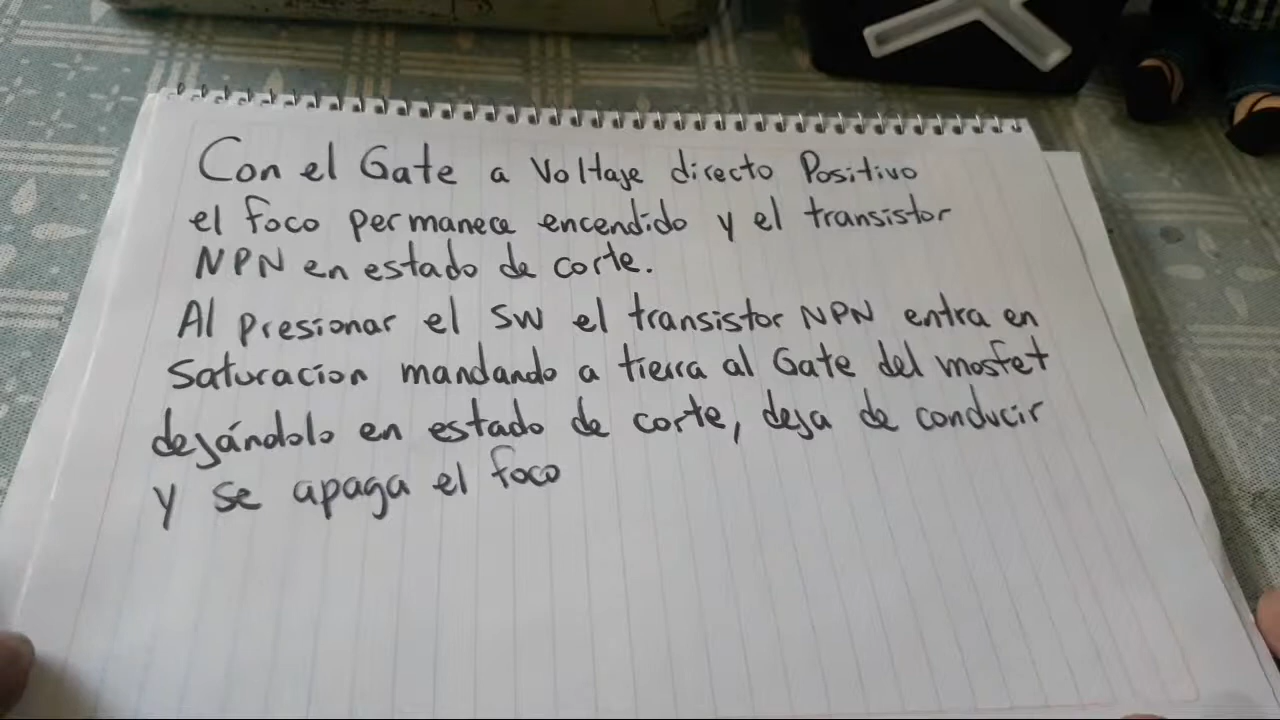 Con el Gate a Voltaje directo Positivo
el foco permanece encendido y el transistor
NPN en estado de corte.
Al presionar el SW el transistor NPN entra en
Saturacion mandando a tierra al Gate del mosfet
dejándolo en estado de corte, deja de conducir
y se apaga el foco